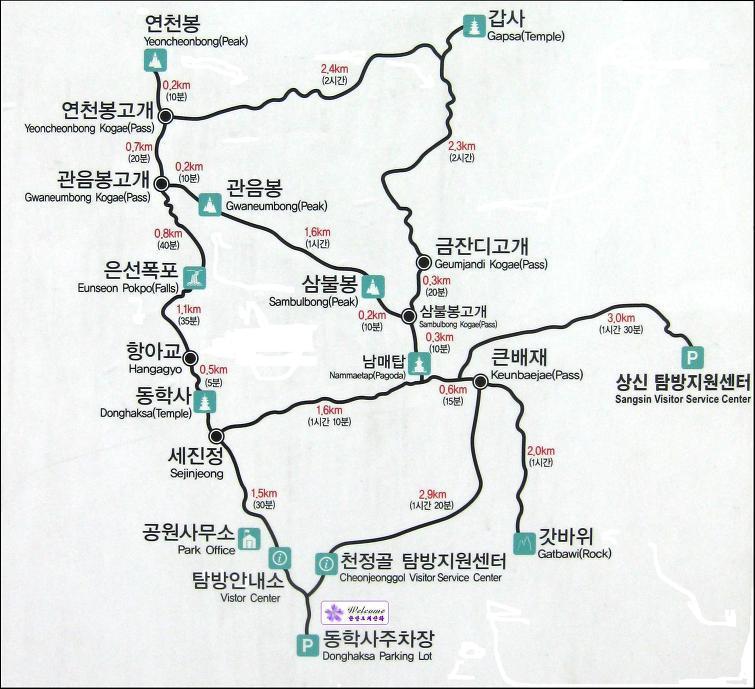 연천봉
Yeoncheonbong(Peak)
갑사
Gapsa(Temple)
0.2km
(10분)
2.4km
(2시간)
연천봉고개
Yeoncheonbong Kogae(Pass)
0.7km
(20분)
0.2km
(10분)
2.3km
(2시간)
관음봉고개
Gwaneumbong Kogae(Pass)
관음봉
Gwaneumbong(Peak)
0.8km
(40분)
1.6km
(1시간)
금잔디고개
Geumjandi Kogae(Pass)
은선폭포
Eunseon Pokpo(Falls)
삼불봉
Sambulbong(Peak)
0.3km
(20분)
0.2km
(10분)
삼불봉고개
Sambulbong Kogae(Pass)
1.1km
(35분)
0.3km
(10분)
3.0km
(1시간 30분)
항아교
Hangagyo
0.5km
(5분)
남매탑
Nammaetap(Pagoda)
큰배재
Keunbaejae(Pass)
P
상신 탐방지원센터
Sangsin Visitor Service Center
동학사
Donghaksa(Temple)
0.6km
(15분)
1.6km
(1시간 10분)
세진정
Sejinjeong
2.0km
(1시간)
1.5km
(30분)
2.9km
(1시간 20분)
공원사무소
Park Office
갓바위
Gatbawi(Rock)
탐방안내소
Vistor Center
천정골 탐방지원센터
Cheonjeonggol Visitor Service Center
Welcome
P
동학사주차장
Donghaksa Parking Lot